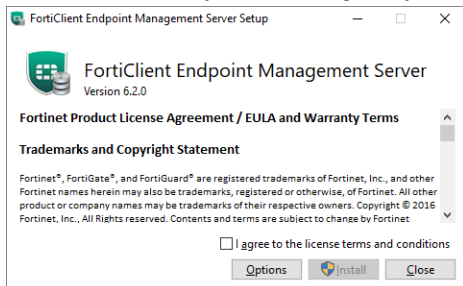 FortiClient Endpoint Management Server Setup
FortiClient Endpoint Management Server
Version 6.2.0
Fortinet Product License Agreement / EULA and Warranty Terms
Trademarks and Copyright Statement
Fortinet®, FortiGate®, and FortiGuard® are registered trademarks of Fortinet, Inc., and other
Fortinet names herein may also be trademarks, registered or otherwise, of Fortinet. All other
product or company names may be trademarks of their respective owners. Copyright © 2016
Fortinet, Inc., All Rights reserved. Contents and terms are subject to change by Fortinet
I agree to the license terms and conditions
Options Install Close